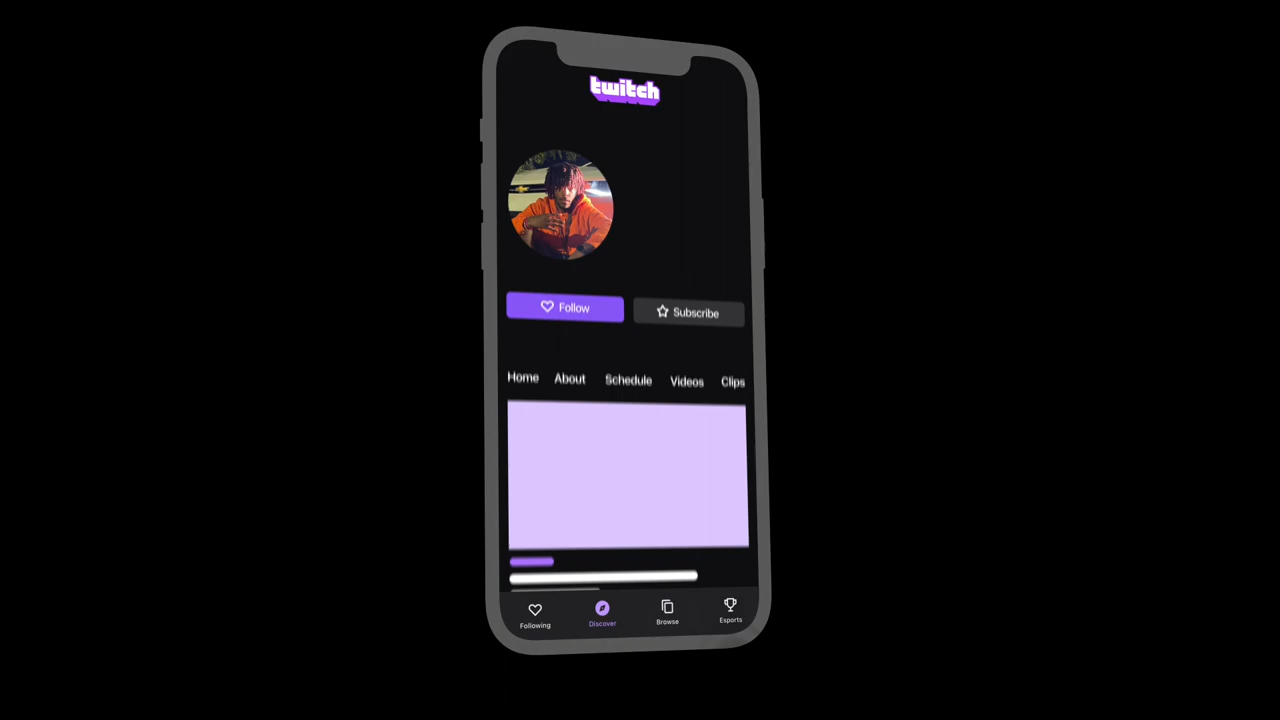 twitch
Follow
Subscribe
Home About Schedule Videos Clips
Following Discover Browse Esports